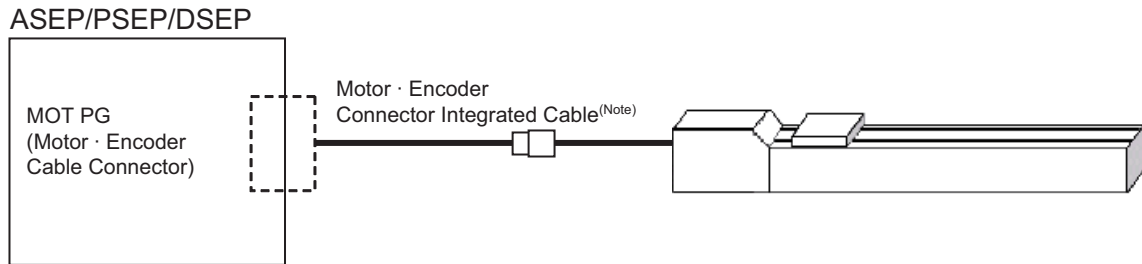 ASEP/PSEP/DSEP
MOT PG
(Motor · Encoder
Cable Connector)
Motor · Encoder
Connector Integrated Cable(Note)